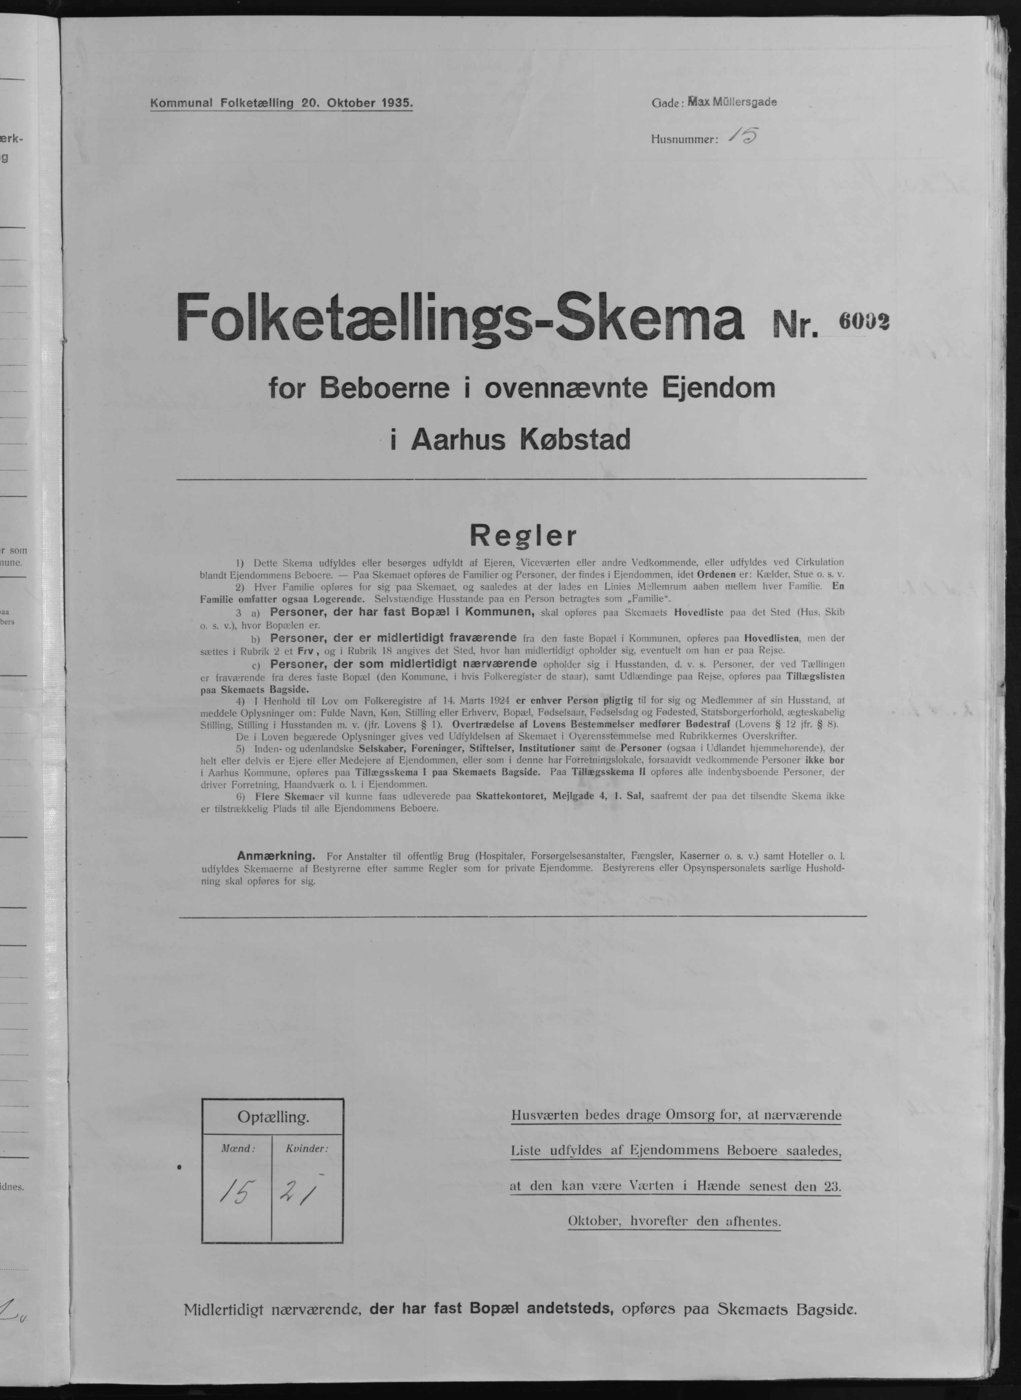 Kommunal Folketælling 20. Oktober 1935.
Gade: Max Müllersgade
Husnummer: 15
Folketællings-Skema Nr. 6002
for Beboerne i ovennævnte Ejendom
i Aarhus Købstad
Regler
1) Dette Skema udfyldes eller besørges udfyldt af Ejeren, Viceværten eller andre Vedkommende, eller udfyldes ved Cirkulation
blandt Ejendommens Beboere. — Paa Skemaet opføres de Familier og Personer, der findes i Ejendommen, idet Ordenen er: Kælder, Stue o. s. v.
2) Hver Familie opføres for sig paa Skemaet, og saaledes at der lades en Linies Mellemrum aaben mellem hver Familie. En
Familie omfatter ogsaa Logerende. Selvstændige Husstande paa en Person betragtes som „Familie“.
3 a) Personer, der har fast Bopæl i Kommunen, skal opføres paa Skemaets Hovedliste paa det Sted (Hus, Skib
o. s. v.), hvor Bopælen er.
b) Personer, der er midlertidigt fraværende fra den faste Bopæl i Kommunen, opføres paa Hovedlisten, men der
sættes i Rubrik 2 et Frv, og i Rubrik 18 angives det Sted, hvor han midlertidigt opholder sig, eventuelt om han er paa Rejse.
c) Personer, der som midlertidigt nærværende opholder sig i Husstanden, d. v. s. Personer, der ved Tællingen
er fraværende fra deres faste Bopæl (den Kommune, i hvis Folkeregister de staar), samt Udlændinge paa Rejse, opføres paa Tillægslisten
paa Skemaets Bagside.
4) I Henhold til Lov om Folkeregistre af 14. Marts 1924 er enhver Person pligtig til for sig og Medlemmer af sin Husstand, at
meddele Oplysninger om: Fulde Navn, Køn, Stilling eller Erhverv, Bopæl, Fødselsaar, Fødselsdag og Fødested, Statsborgerforhold, ægteskabelig
Stilling, Stilling i Husstanden m. v. (jfr. Lovens § 1). Overtrædelse af Lovens Bestemmelser medfører Bødestraf (Lovens § 12 jfr. § 8).
De i Loven begærede Oplysninger gives ved Udfyldelsen af Skemaet i Overensstemmelse med Rubrikkernes Overskrifter.
5) Inden- og udenlandske Selskaber, Foreninger, Stiftelser, Institutioner samt de Personer (ogsaa i Udlandet hjemmehørende), der
helt eller delvis er Ejere eller Medejere af Ejendommen, eller som i denne har Forretningslokale, forsaavidt vedkommende Personer ikke bor
i Aarhus Kommune, opføres paa Tillægsskema I paa Skemaets Bagside. Paa Tillægsskema II opføres alle indenbysboende Personer, der
driver Forretning, Haandværk o. l. i Ejendommen.
6) Flere Skemaer vil kunne faas udleverede paa Skattekontoret, Mejlgade 4, 1. Sal, saafremt der paa det tilsendte Skema ikke
er tilstrækkelig Plads til alle Ejendommens Beboere.
Anmærkning. For Anstalter til offentlig Brug (Hospitaler, Forsørgelsesanstalter, Fængsler, Kaserner o. s. v.) samt Hoteller o. l.
udfyldes Skemaerne af Bestyrerne efter samme Regler som for private Ejendomme. Bestyrerens eller Opsynspersonalets særlige Hushold-
ning skal opføres for sig.
Optælling.
Mænd: Kvinder:
15 21
Husværten bedes drage Omsorg for, at nærværende
Liste udfyldes af Ejendommens Beboere saaledes,
at den kan være Værten i Hænde senest den 23.
Oktober, hvorefter den afhentes.
Midlertidigt nærværende, der har fast Bopæl andetsteds, opføres paa Skemaets Bagside.